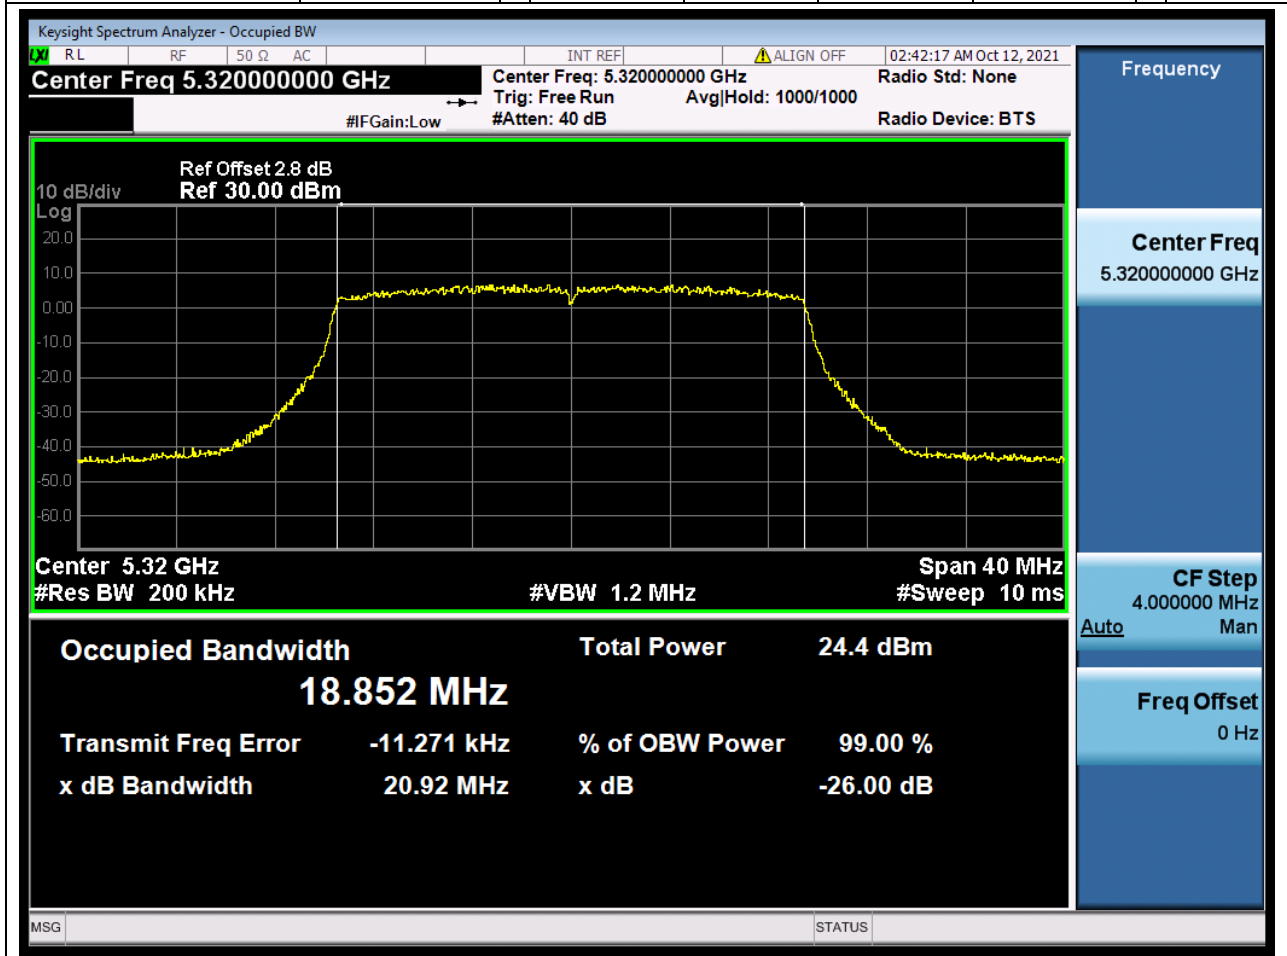 Keysight Spectrum Analyzer - Occupied BW
LXI RL RF 50 Ω AC INT REF ALIGN OFF 02:42:17 AM Oct 12, 2021
Center Freq 5.320000000 GHz
Center Freq: 5.320000000 GHz
Radio Std: None
Trig: Free Run Avg|Hold: 1000/1000
#IFGain:Low
#Atten: 40 dB
Radio Device: BTS
Ref Offset 2.8 dB
10 dB/div Ref 30.00 dBm
Log
20.0
10.0
0.00
-10.0
-20.0
-30.0
-40.0
-50.0
-60.0
Center 5.32 GHz Span 40 MHz
#Res BW 200 kHz #VBW 1.2 MHz #Sweep 10 ms
Occupied Bandwidth Total Power 24.4 dBm
18.852 MHz
Transmit Freq Error -11.271 kHz % of OBW Power 99.00 %
x dB Bandwidth 20.92 MHz x dB -26.00 dB
MSG STATUS
Frequency
Center Freq
5.320000000 GHz
CF Step
4.000000 MHz
Auto Man
Freq Offset
0 Hz